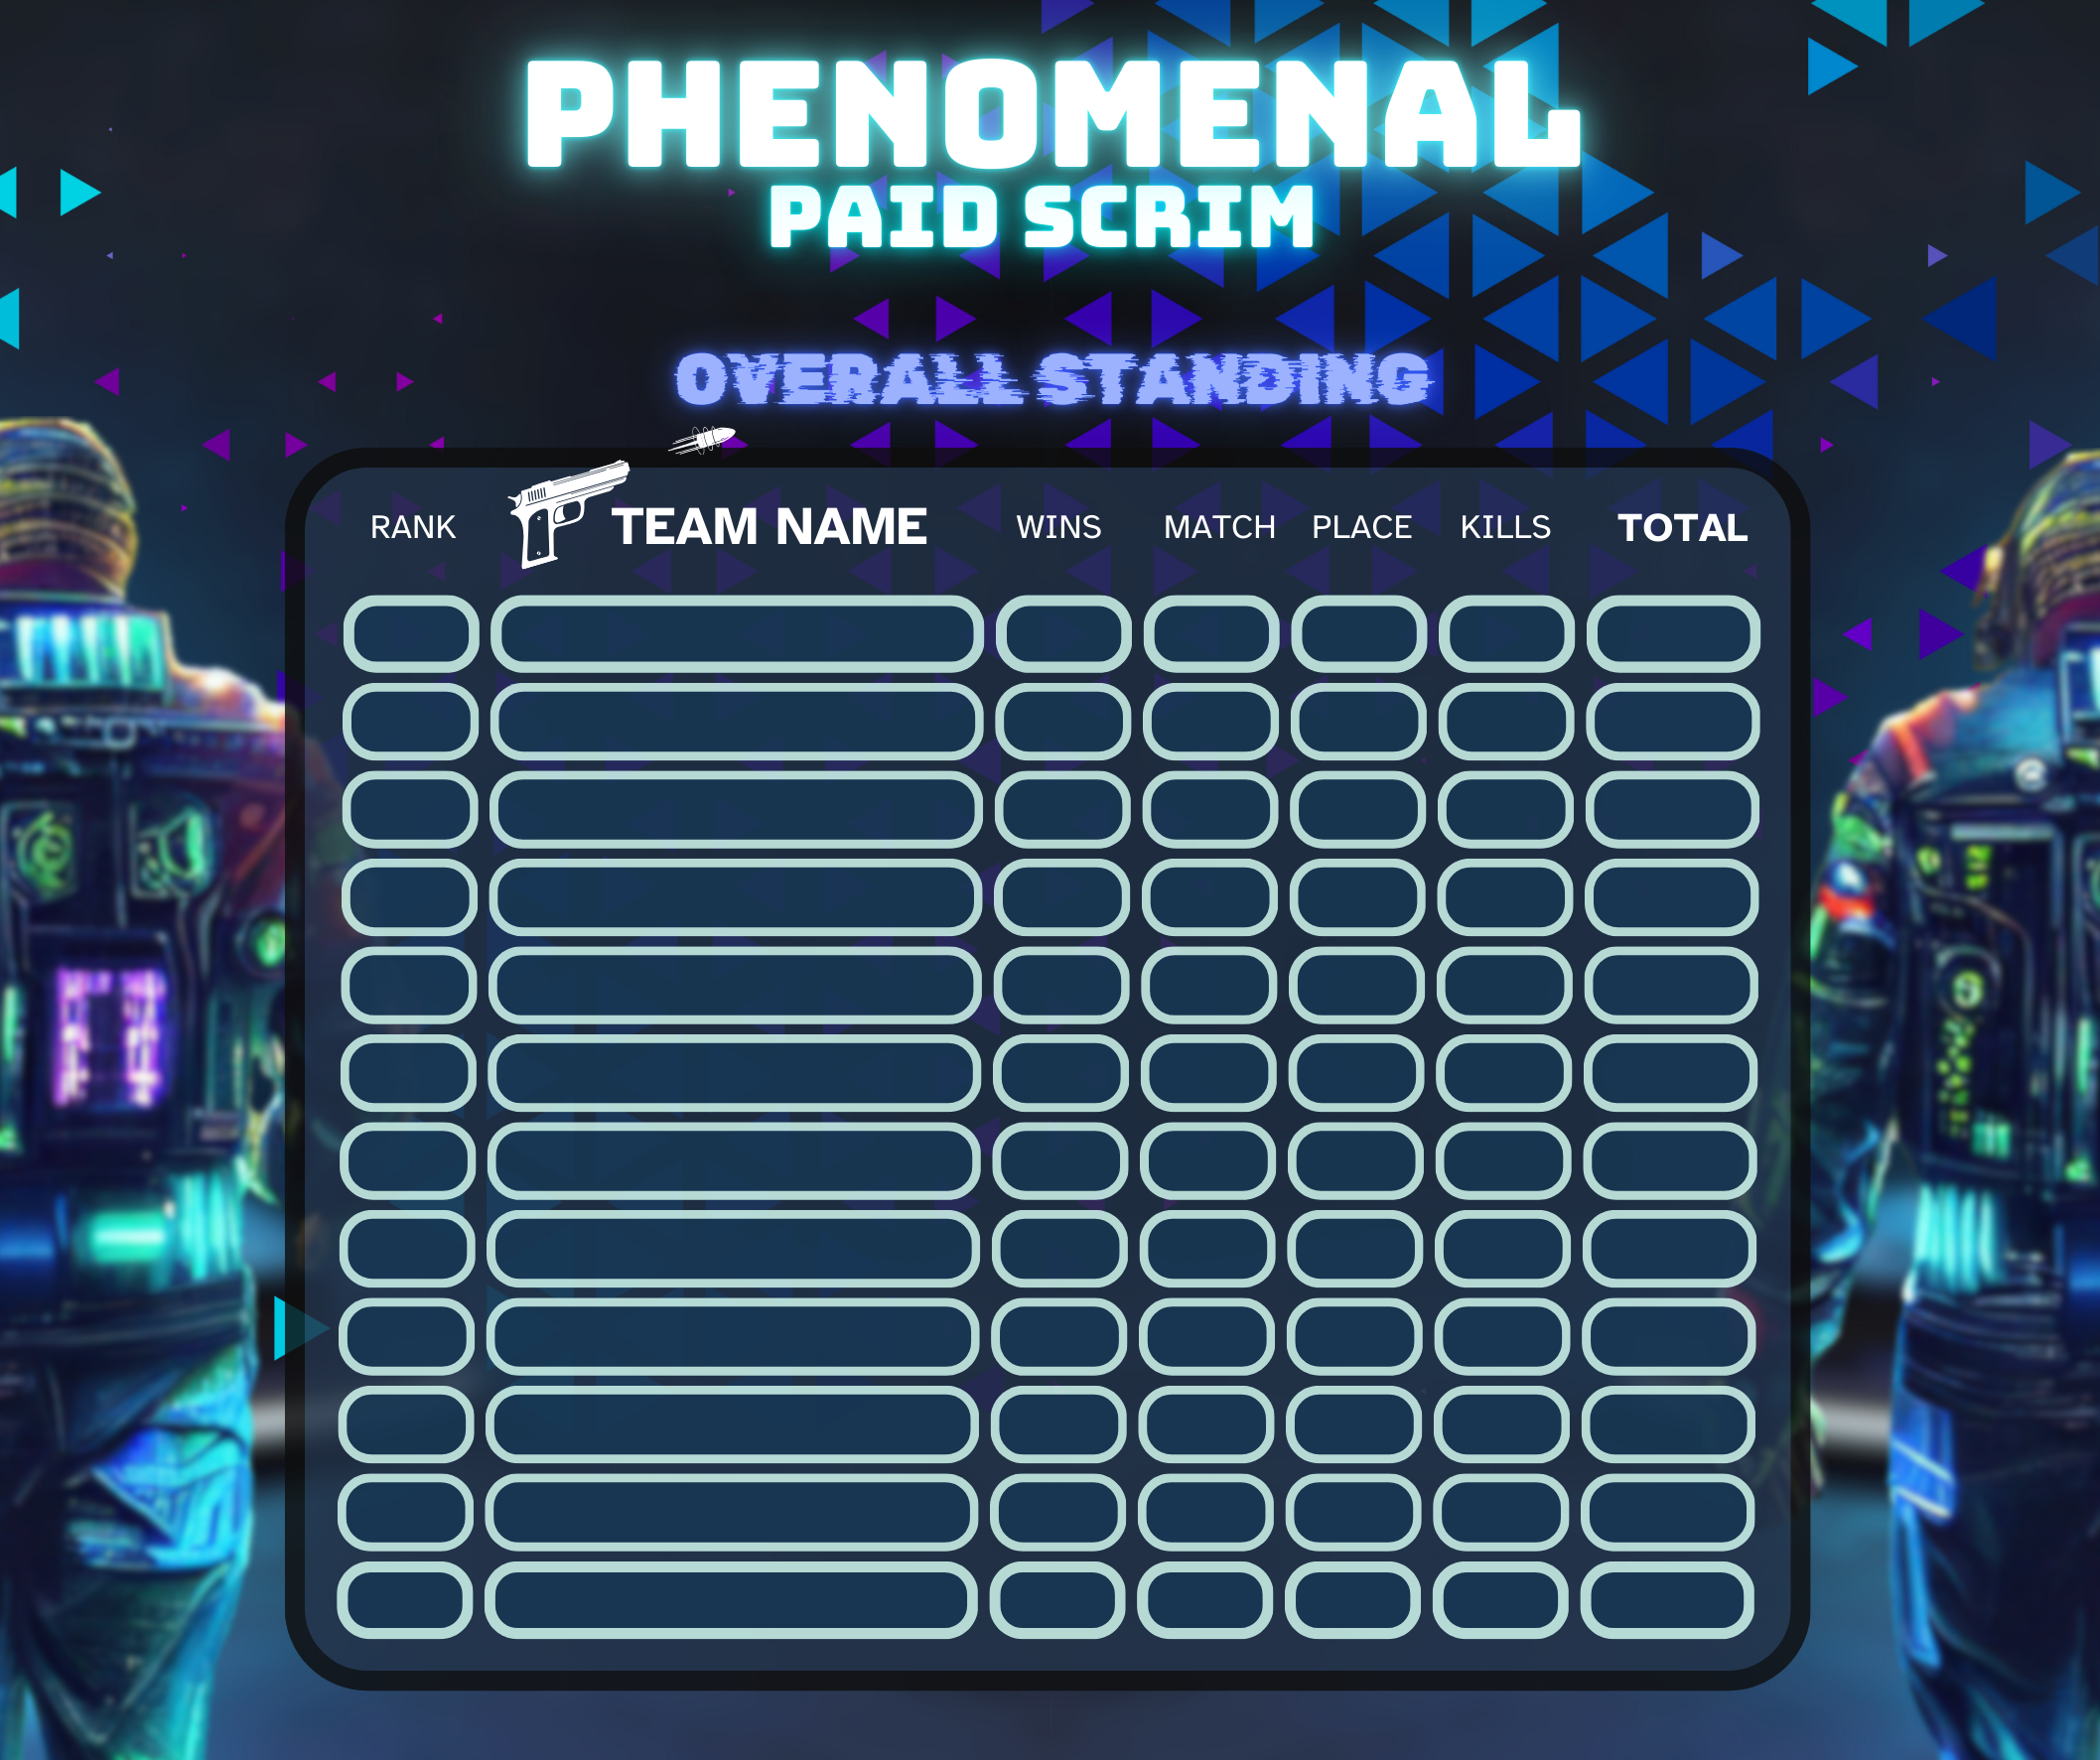 PHENOMENAL
PAID SCRIM
OVERALL STANDING
RANK TEAM NAME WINS MATCH PLACE KILLS TOTAL